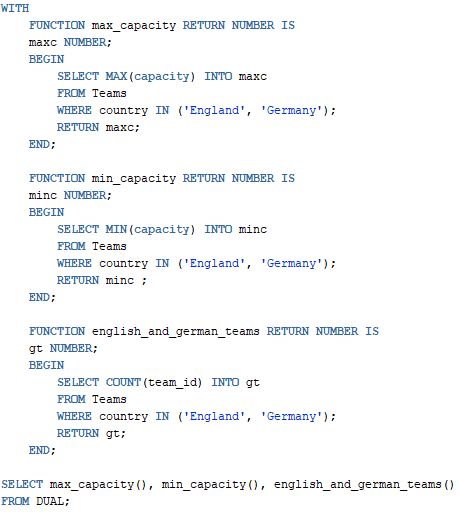 WITH
    FUNCTION max_capacity RETURN NUMBER IS
    maxc NUMBER;
    BEGIN
        SELECT MAX(capacity) INTO maxc
        FROM Teams
        WHERE country IN ('England', 'Germany');
        RETURN maxc;
    END;

    FUNCTION min_capacity RETURN NUMBER IS
    minc NUMBER;
    BEGIN
        SELECT MIN(capacity) INTO minc
        FROM Teams
        WHERE country IN ('England', 'Germany');
        RETURN minc ;
    END;

    FUNCTION english_and_german_teams RETURN NUMBER IS
    gt NUMBER;
    BEGIN
        SELECT COUNT(team_id) INTO gt
        FROM Teams
        WHERE country IN ('England', 'Germany');
        RETURN gt;
    END;

SELECT max_capacity(), min_capacity(), english_and_german_teams()
FROM DUAL;